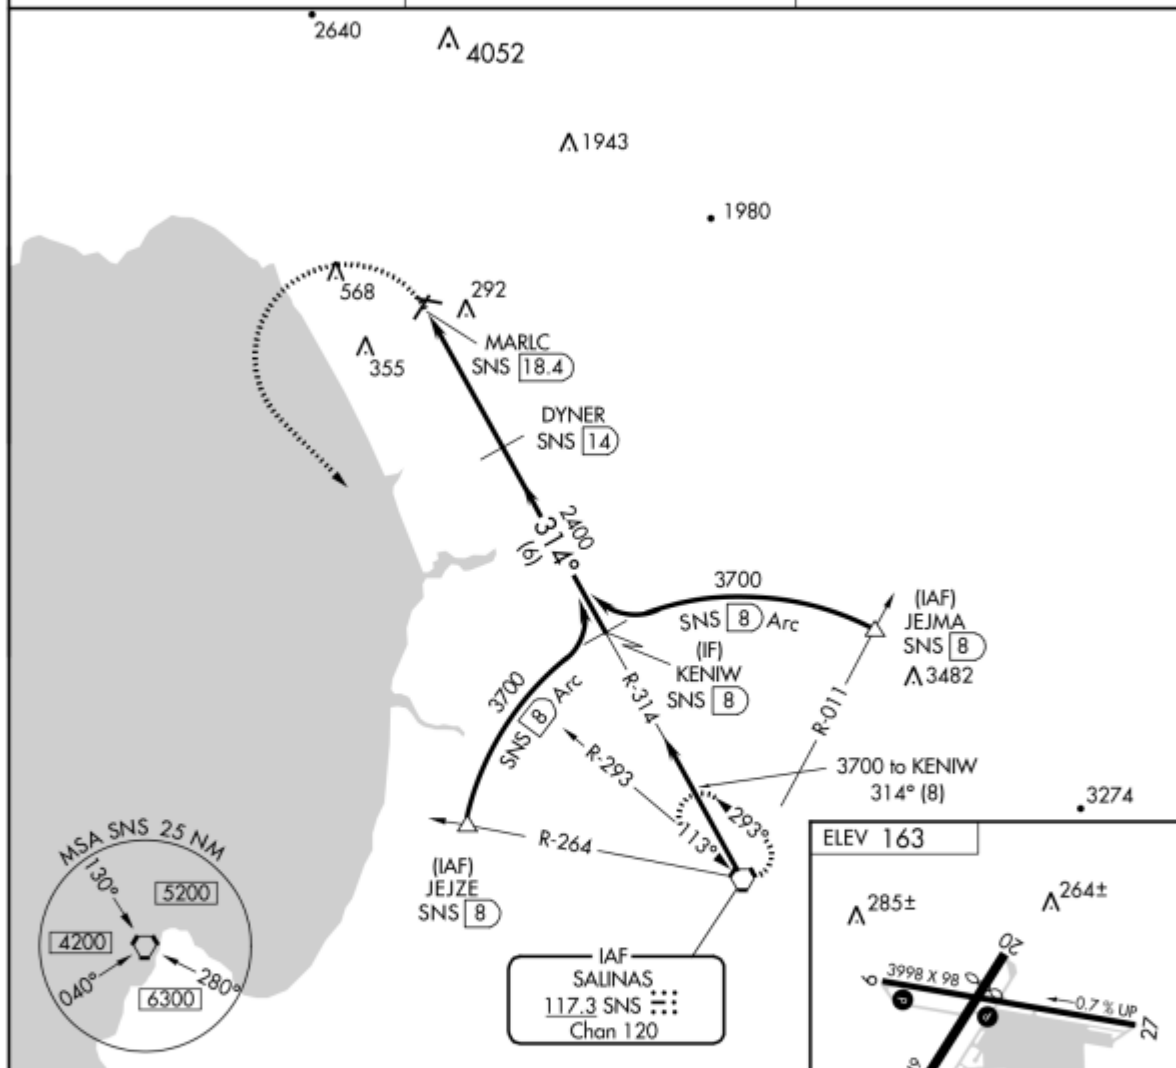 2640
4052
1943
1980
568
292
355
MARLC
SNS 18.4
DYNER
SNS 14
2400
314°
(6)
3700
SNS 8 Arc
(IAF)
JEJMA
SNS 8
3482
(IF)
KENIW
SNS 8
3700
SNS 8 Arc
R-314
R-011
R-293
3700 to KENIW
314° (8)
293°
113°
3274
R-264
(IAF)
JEJZE
SNS 8
MSA SNS 25 NM
130°
5200
4200
040°
280°
6300
IAF
SALINAS
117.3 SNS
Chan 120
ELEV 163
285±
264±
20
9
3998 X 98
P
P
0.7 % UP
27